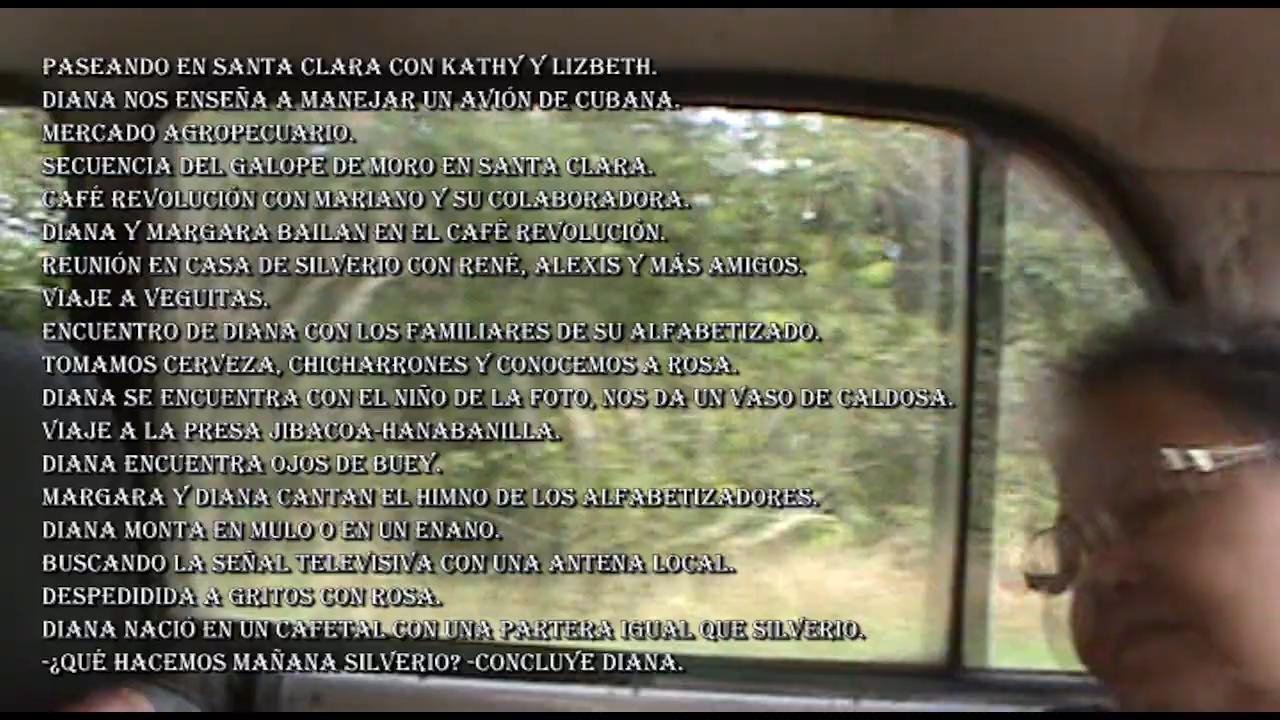 PASEANDO EN SANTA CLARA CON KATHY Y LIZBETH.
DIANA NOS ENSEÑA A MANEJAR UN AVIÓN DE CUBANA.
MERCADO AGROPECUARIO.
SECUENCIA DEL GALOPE DE MORO EN SANTA CLARA.
CAFÉ REVOLUCIÓN CON MARIANO Y SU COLABORADORA.
DIANA Y MARGARA BAILAN EN EL CAFÉ REVOLUCIÓN.
REUNIÓN EN CASA DE SILVERIO CON RENÉ, ALEXIS Y MÁS AMIGOS.
VIAJE A VEGUITAS.
ENCUENTRO DE DIANA CON LOS FAMILIARES DE SU ALFABETIZADO.
TOMAMOS CERVEZA, CHICHARRONES Y CONOCEMOS A ROSA.
DIANA SE ENCUENTRA CON EL NIÑO DE LA FOTO, NOS DA UN VASO DE CALDOSA.
VIAJE A LA PRESA JIBACOA-HANABANILLA.
DIANA ENCUENTRA OJOS DE BUEY.
MARGARA Y DIANA CANTAN EL HIMNO DE LOS ALFABETIZADORES.
DIANA MONTA EN MULO O EN UN ENANO.
BUSCANDO LA SEÑAL TELEVISIVA CON UNA ANTENA LOCAL.
DESPEDIDIDA A GRITOS CON ROSA.
DIANA NACIÓ EN UN CAFETAL CON UNA PARTERA IGUAL QUE SILVERIO.
-¿QUÉ HACEMOS MAÑANA SILVERIO? -CONCLUYE DIANA.